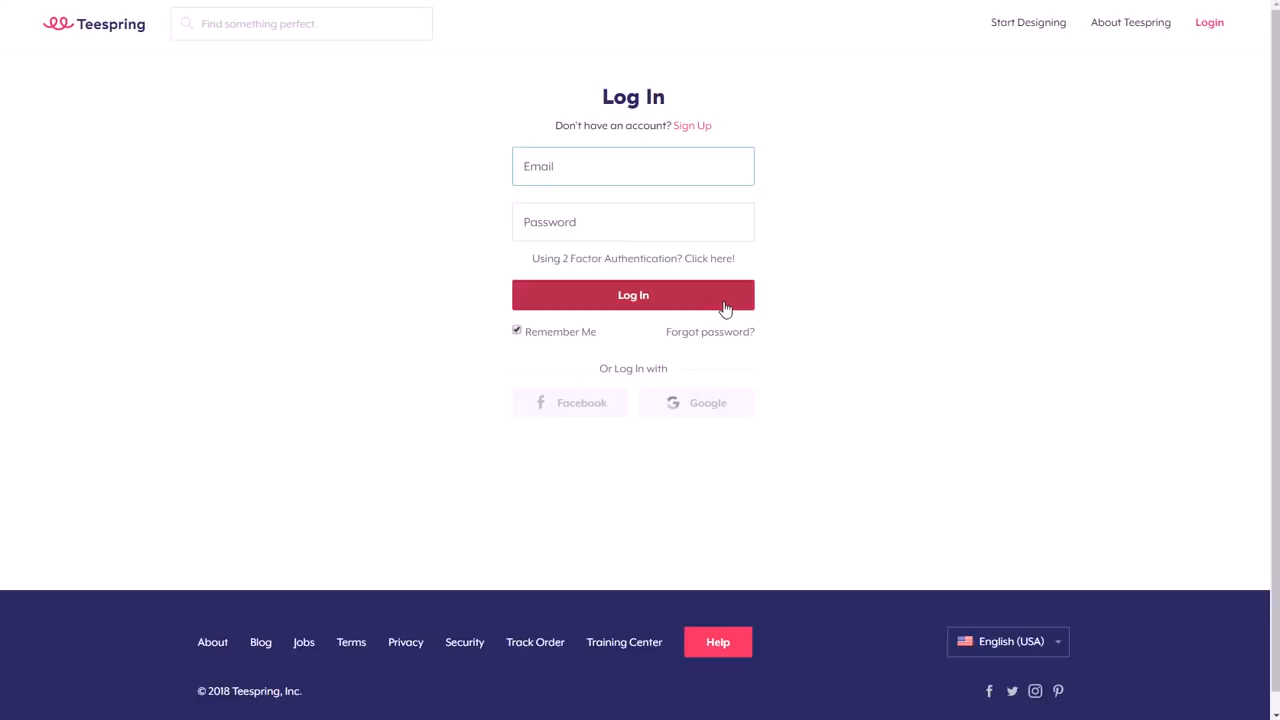 Teespring
Find something perfect
Start Designing
About Teespring
Login
Log In
Don't have an account? Sign Up
Email
Password
Using 2 Factor Authentication? Click here!
Log In
Remember Me
Forgot password?
Or Log In with
Facebook
Google
About
Blog
Jobs
Terms
Privacy
Security
Track Order
Training Center
Help
English (USA)
© 2018 Teespring, Inc.